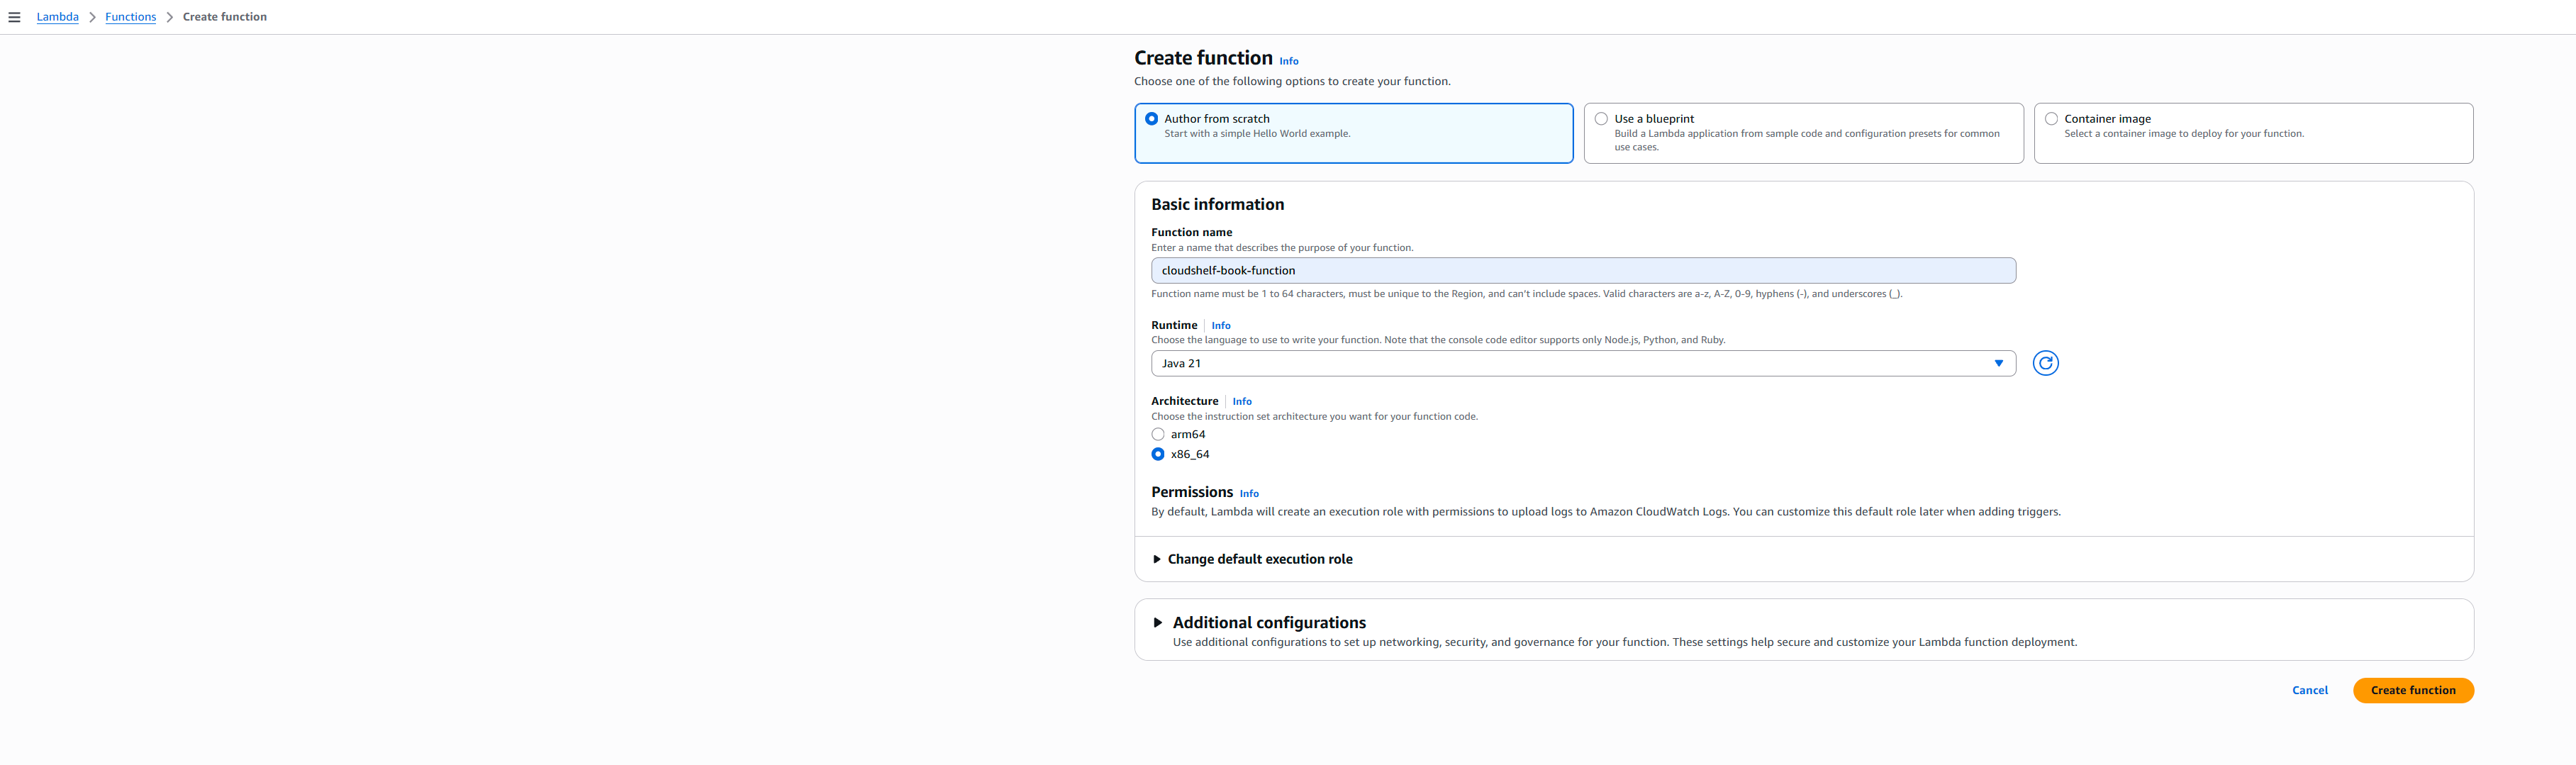 Lambda > Functions > Create function
Create function Info
Choose one of the following options to create your function.
Author from scratch
Start with a simple Hello World example.
Use a blueprint
Build a Lambda application from sample code and configuration presets for common
use cases.
Container image
Select a container image to deploy for your function.
Basic information
Function name
Enter a name that describes the purpose of your function.
cloudshelf-book-function
Function name must be 1 to 64 characters, must be unique to the Region, and can't include spaces. Valid characters are a-z, A-Z, 0-9, hyphens (-), and underscores (_).
Runtime Info
Choose the language to use to write your function. Note that the console code editor supports only Node.js, Python, and Ruby.
Java 21
Architecture Info
Choose the instruction set architecture you want for your function code.
arm64
x86_64
Permissions Info
By default, Lambda will create an execution role with permissions to upload logs to Amazon CloudWatch Logs. You can customize this default role later when adding triggers.
Change default execution role
Additional configurations
Use additional configurations to set up networking, security, and governance for your function. These settings help secure and customize your Lambda function deployment.
Cancel
Create function